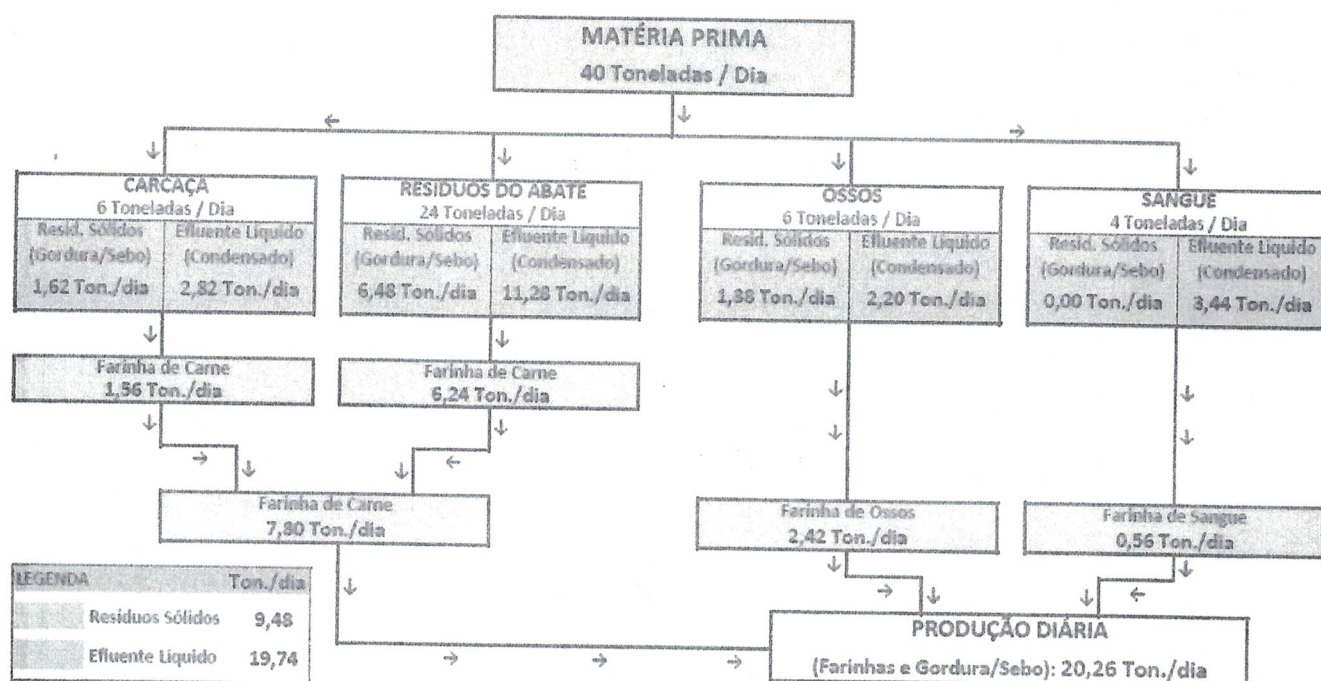 MATÉRIA PRIMA
40 Toneladas / Dia
CARCAÇA
6 Toneladas / Dia
Resid. Sólidos
(Gordura/Sebo)
1,62 Ton./dia
Efluente Liquido
(Condensado)
2,82 Ton./dia
RESIDUOS DO ABATE
24 Toneladas / Dia
Resid. Sólidos
(Gordura/Sebo)
6,48 Ton./dia
Efluente Liquido
(Condensado)
11,28 Ton./dia
OSSOS
6 Toneladas / Dia
Resid. Sólidos
(Gordura/Sebo)
1,38 Ton./dia
Efluente Liquido
(Condensado)
2,20 Ton./dia
SANGUE
4 Toneladas / Dia
Resid. Sólidos
(Gordura/Sebo)
0,00 Ton./dia
Efluente Liquido
(Condensado)
3,44 Ton./dia
Farinha de Carne
1,56 Ton./dia
Farinha de Carne
6,24 Ton./dia
Farinha de Carne
7,80 Ton./dia
Farinha de Ossos
2,42 Ton./dia
Farinha de Sangue
0,56 Ton./dia
LEGENDA Ton./dia
Resíduos Sólidos 9,48
Efluente Liquido 19,74
PRODUÇÃO DIÁRIA
(Farinhas e Gordura/Sebo): 20,26 Ton./dia